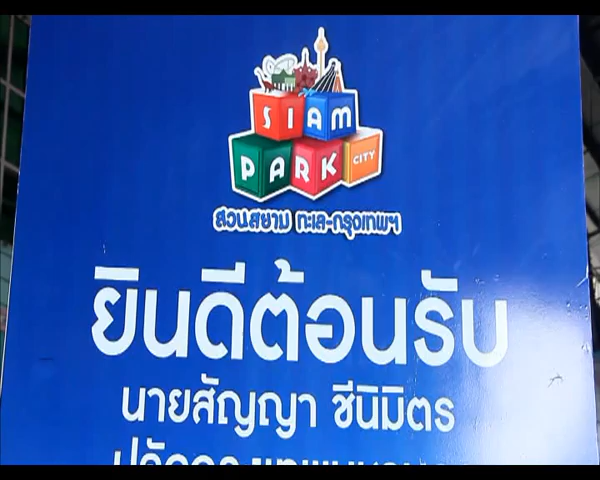 SIAM
PARK CITY
สวนสยาม ทะเล-กรุงเทพฯ
ยินดีต้อนรับ
นายสัญญา ชีนิมิตร